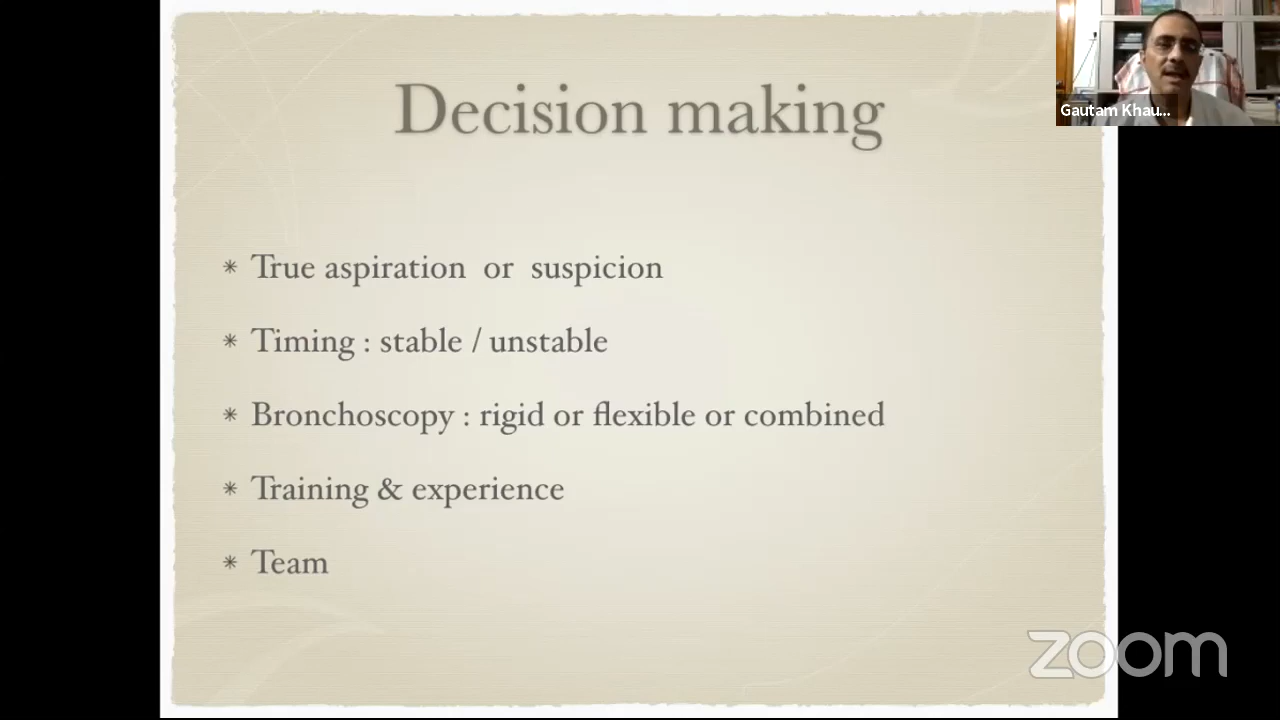 Decision making
Gautam Khau...
* True aspiration or suspicion
* Timing : stable / unstable
* Bronchoscopy : rigid or flexible or combined
* Training & experience
* Team
zoom